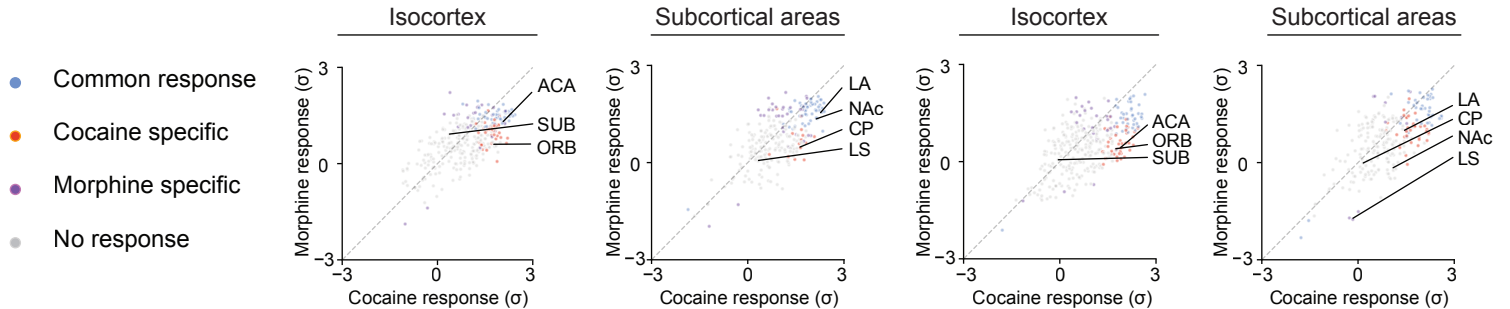 Common response
Cocaine specific
Morphine specific
No response
Isocortex
Morphine response (σ)
3
0
−3
−3 0 3
Cocaine response (σ)
ACA
SUB
ORB
Subcortical areas
Morphine response (σ)
3
0
−3
−3 0 3
Cocaine response (σ)
LA
NAc
CP
LS
Isocortex
Morphine response (σ)
3
0
−3
−3 0 3
Cocaine response (σ)
ACA
ORB
SUB
Subcortical areas
Morphine response (σ)
3
0
−3
−3 0 3
Cocaine response (σ)
LA
CP
NAc
LS